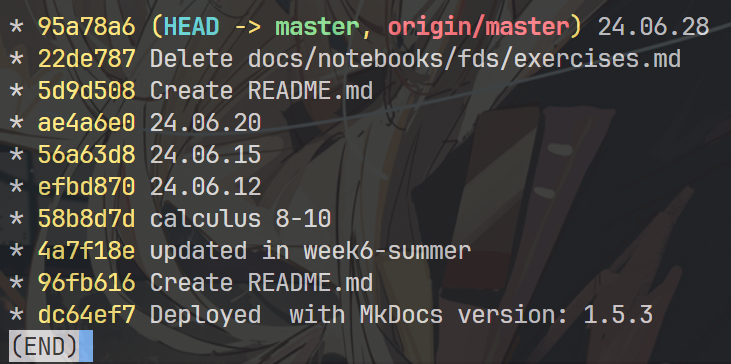 * 95a78a6 (HEAD -> master, origin/master) 24.06.28
* 22de787 Delete docs/notebooks/fds/exercises.md
* 5d9d508 Create README.md
* ae4a6e0 24.06.20
* 56a63d8 24.06.15
* efbd870 24.06.12
* 58b8d7d calculus 8-10
* 4a7f18e updated in week6-summer
* 96fb616 Create README.md
* dc64ef7 Deployed  with MkDocs version: 1.5.3
(END)